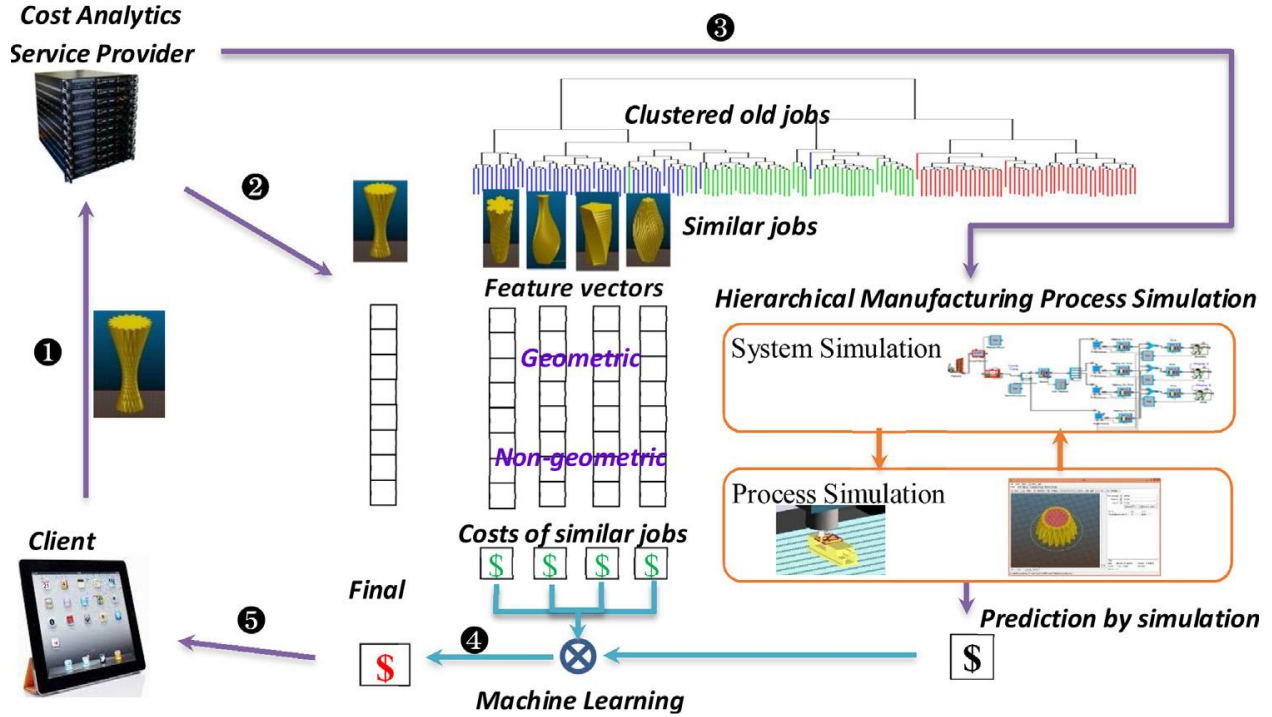 Cost Analytics
Service Provider
❸
Clustered old jobs
❷
Similar jobs
Feature vectors
Hierarchical Manufacturing Process Simulation
❶
Geometric
System Simulation
Non-geometric
Process Simulation
Client
Costs of similar jobs
$ $ $ $
Final
❺
❹
$
Prediction by simulation
$
Machine Learning